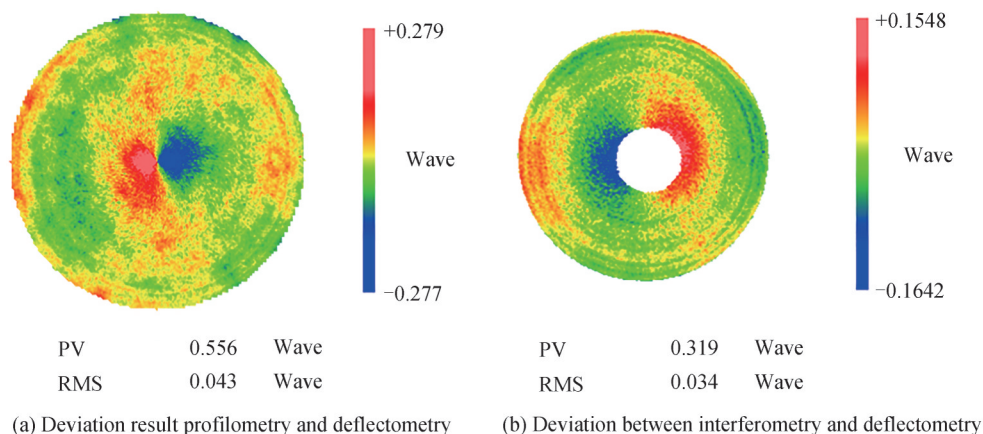 +0.279
Wave
−0.277
PV 0.556 Wave
RMS 0.043 Wave
(a) Deviation result profilometry and deflectometry
+0.1548
Wave
−0.1642
PV 0.319 Wave
RMS 0.034 Wave
(b) Deviation between interferometry and deflectometry